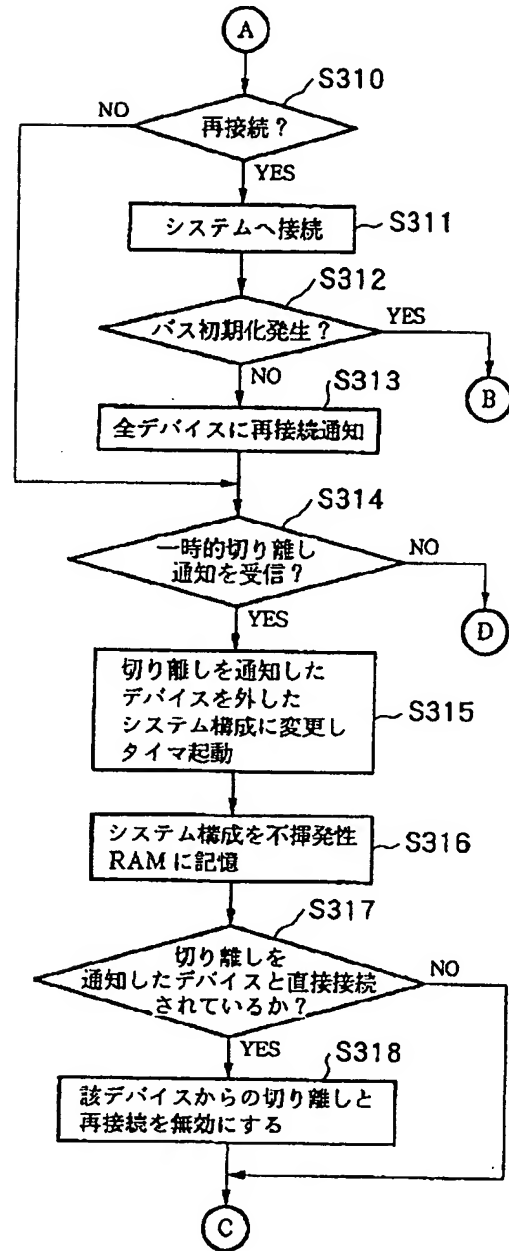 A
S310
NO
再接続?
YES
システムへ接続
S311
S312
バス初期化発生?
YES
B
NO
S313
全デバイスに再接続通知
S314
一時的切り離し
通知を受信?
NO
D
YES
切り離しを通知した
デバイスを外した
システム構成に変更し
タイマ起動
S315
システム構成を不揮発性
RAMに記憶
S316
S317
切り離しを
通知したデバイスと直接接続
されているか?
NO
YES
S318
該デバイスからの切り離しと
再接続を無効にする
C